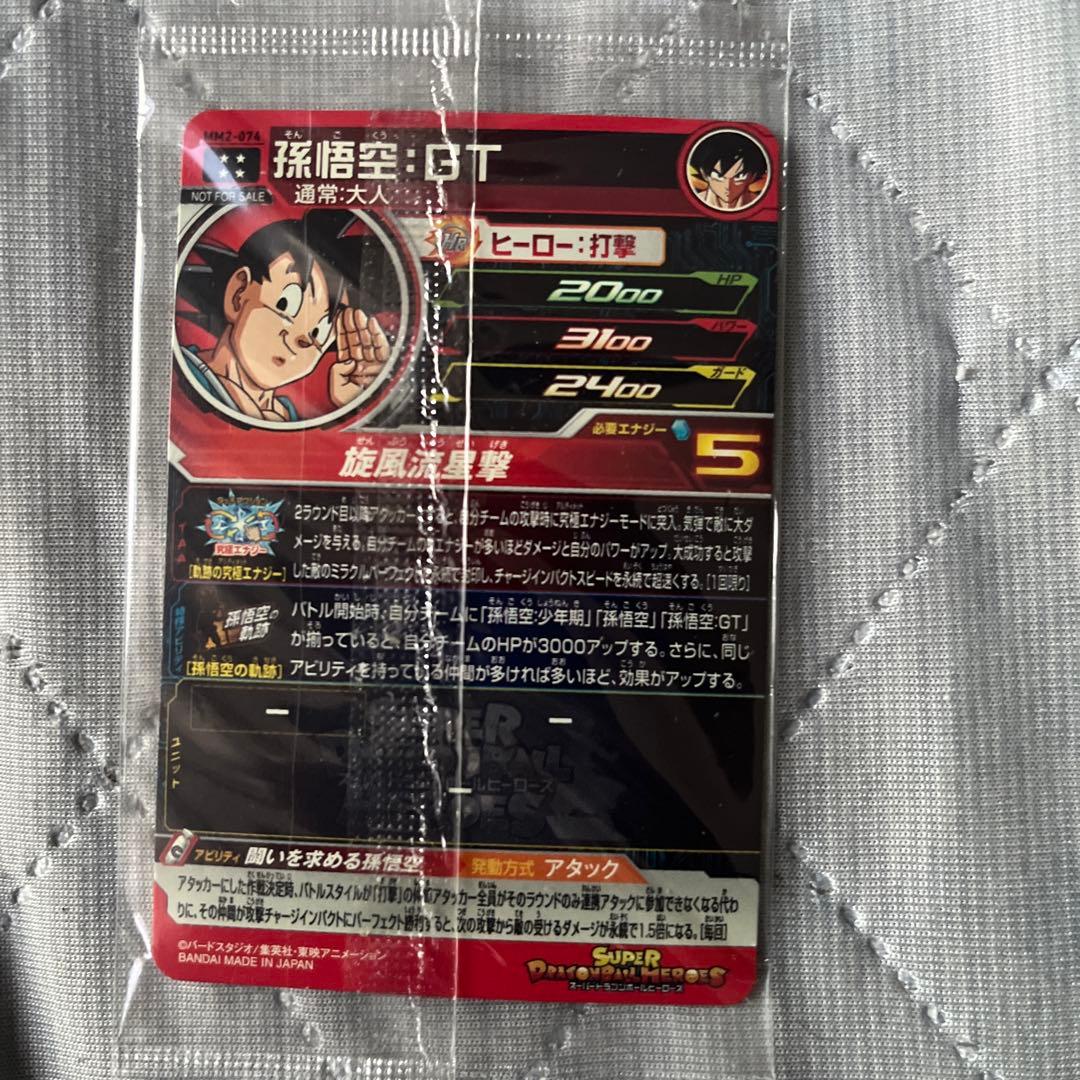 MM2-074
孫悟空:GT
そん ご くう
通常:大人
NOT FOR SALE
HR
ヒーロー:打撃
HP
2000
パワー
3100
ガード
2400
必要エナジー
5
旋風流星撃
究極エナジー
[軌跡の究極エナジー]
2ラウンド目以降アタッカーにすると、自分チームの攻撃時に究極エナジーモードに突入。気弾で敵に大ダ
メージを与える。自分チームの エナジーが多いほどダメージと自分のパワーがアップ。大成功すると攻撃
した敵のミラクルパーフェクトを永続で封印し、チャージインパクトスピードを永続で超速くする。[1回限り]
特殊アビリティ
孫悟空の
軌跡
[孫悟空の軌跡]
バトル開始時、自分チームに「孫悟空:少年期」「孫悟空」「孫悟空:GT」
が揃っていると、自分チームのHPが3000アップする。さらに、同じ
アビリティを持っている仲間が多ければ多いほど、効果がアップする。
ユニット
ー
ー
ー
アビリティ 闘いを求める孫悟空
発動方式 アタック
アタッカーにした作戦決定時、バトルスタイルが「打撃」の仲間アタッカー全員がそのラウンドのみ連携アタックに参加できなくなる代わ
りに、その仲間が攻撃チャージインパクトにパーフェクト勝利すると、次の攻撃から敵の受けるダメージが永続で1.5倍になる。[毎回]
©バードスタジオ/集英社・東映アニメーション
BANDAI MADE IN JAPAN
SUPER
DRAGONBALL HEROES
スーパードラゴンボールヒーローズ